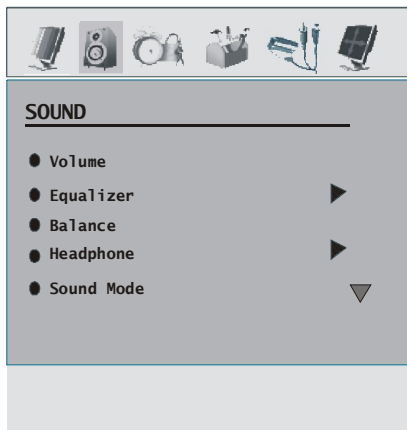 SOUND
Volume
Equalizer
Balance
Headphone
Sound Mode